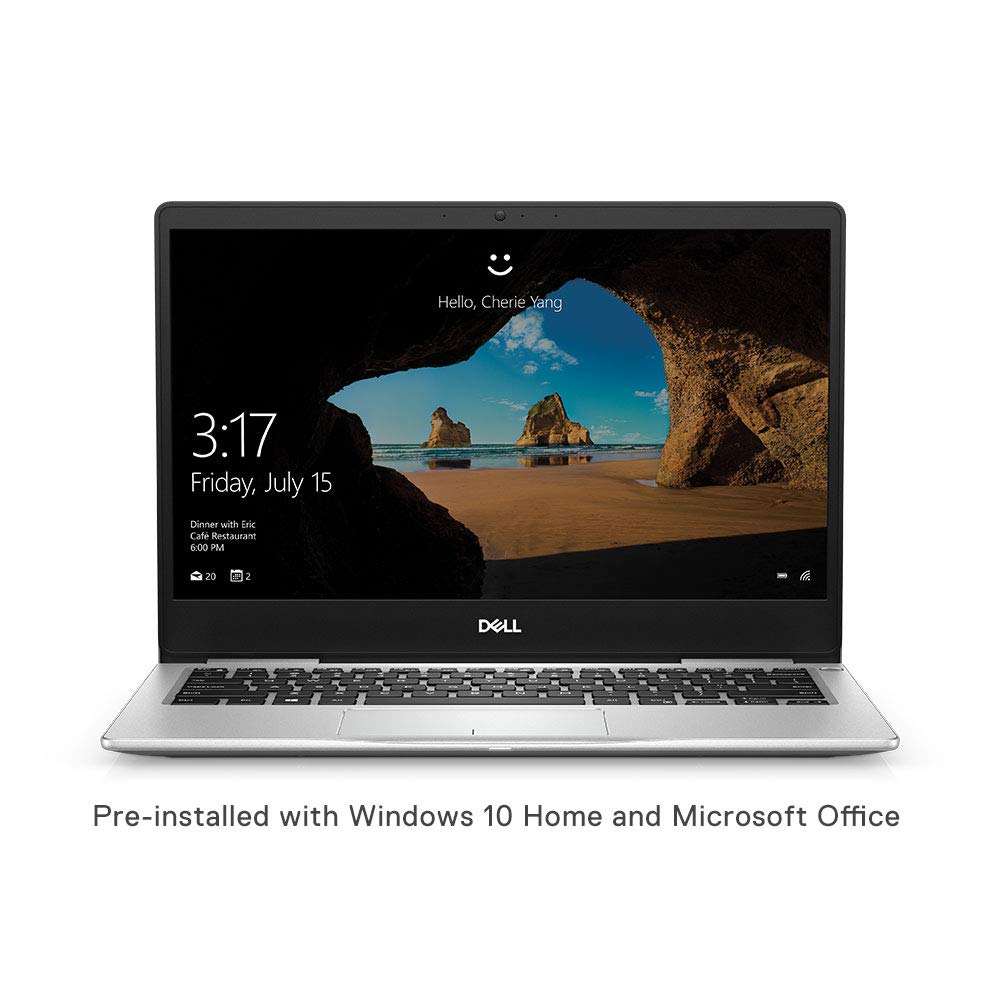 Hello, Cherie Yang
3:17
Friday, July 15
Dinner with Eric
Café Restaurant
6:00 PM
20 2
DELL
Pre-installed with Windows 10 Home and Microsoft Office